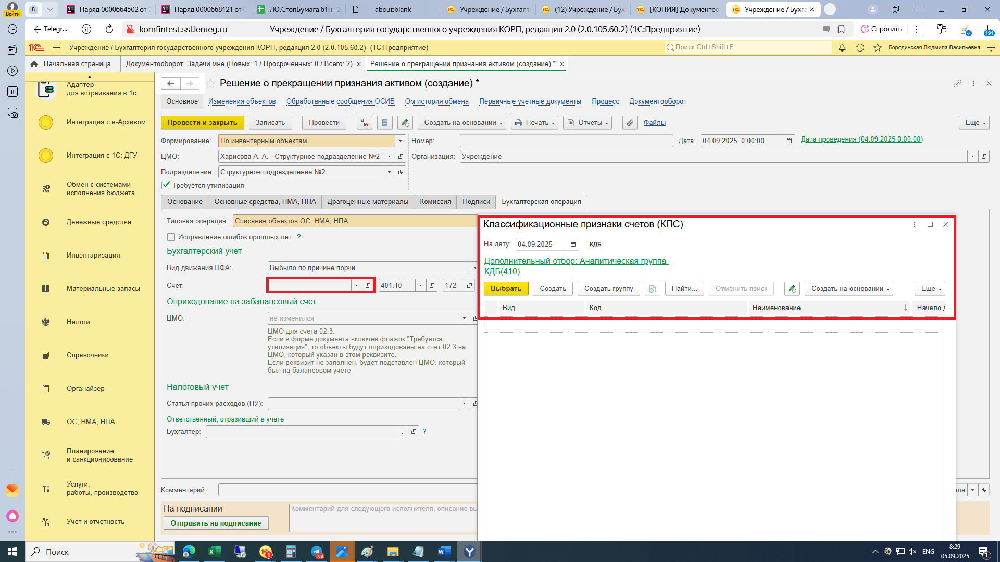 Войти
8
Наряд 0000664502 от
Наряд 0000668121 от
ЛО.СтопБумага 61н - 2
about:blank
Учреждение / Бухгалт
(12) Учреждение / Бух
[КОПИЯ] Документоо
Учреждение / Бухга
Telegr...
komfintest.ssl.lenreg.ru
Учреждение / Бухгалтерия государственного учреждения КОРП, редакция 2.0 (2.0.105.60.2) (1С:Предприятие)
Спросить
191
Учреждение / Бухгалтерия государственного учреждения КОРП, редакция 2.0 (2.0.105.60.2) (1С:Предприятие)
Поиск Ctrl+Shift+F
Бородинская Людмила Васильевна
Начальная страница
Документооборот: Задачи мне (Новых: 1 / Просроченных: 0 / Всего: 2)
Решение о прекращении признания активом (создание) *
8
Адаптер
для встраивания в 1с
Интеграция с е-Архивом
Интеграция с 1С: ДГУ
Обмен с системами
исполнения бюджета
Денежные средства
Инвентаризация
Материальные запасы
Налоги
Справочники
Органайзер
ОС, НМА, НПА
Планирование
и санкционирование
Услуги,
работы, производство
Учет и отчетность
Решение о прекращении признания активом (создание) *
Основное
Изменения объектов
Обработанные сообщения ОСИБ
Ом история обмена
Первичные учетные документы
Процесс
Документооборот
Провести и закрыть
Записать
Провести
Дт
Кт
Создать на основании
Печать
Отчеты
Файлы
Еще
Формирование:
По инвентарным объектам
Номер:
Дата:
04.09.2025 0:00:00
Дата проведения (04.09.2025 0:00:00)
ЦМО:
Харисова А. А. - Структурное подразделение №2
Организация:
Учреждение
Подразделение:
Структурное подразделение №2
Требуется утилизация
Основание
Основные средства, НМА, НПА
Драгоценные материалы
Комиссия
Подписи
Бухгалтерская операция
Типовая операция:
Списание объектов ОС, НМА, НПА
Исправление ошибок прошлых лет
?
Бухгалтерский учет
Вид движения НФА:
Выбыло по причине порчи
Счет:
401.10
172
Оприходование на забалансовый счет
ЦМО:
не изменился
ЦМО для счета 02.3.
Если в форме документа включен флажок "Требуется
утилизация", то объекты будут оприходованы на счет 02.3 на
ЦМО, который указан в этом реквизите.
Если реквизит не заполнен, будет подставлен ЦМО, который
был на балансовом учете
Налоговый учет
Статья прочих расходов (НУ):
Ответственный, отразивший в учете
Бухгалтер:
...
?
Комментарий:
ола
На подписании
Отправить на подписание
Комментарий для следующего исполнителя, описание вы
Классификационные признаки счетов (КПС)
На дату:
04.09.2025
КДБ
Дополнительный отбор: Аналитическая группа
КДБ(410)
Выбрать
Создать
Создать группу
Найти...
Отменить поиск
Создать на основании
Еще
Вид
Код
Наименование
↓
Начало д
Поиск
1
.08
ENG
8:29
05.09.2025
1